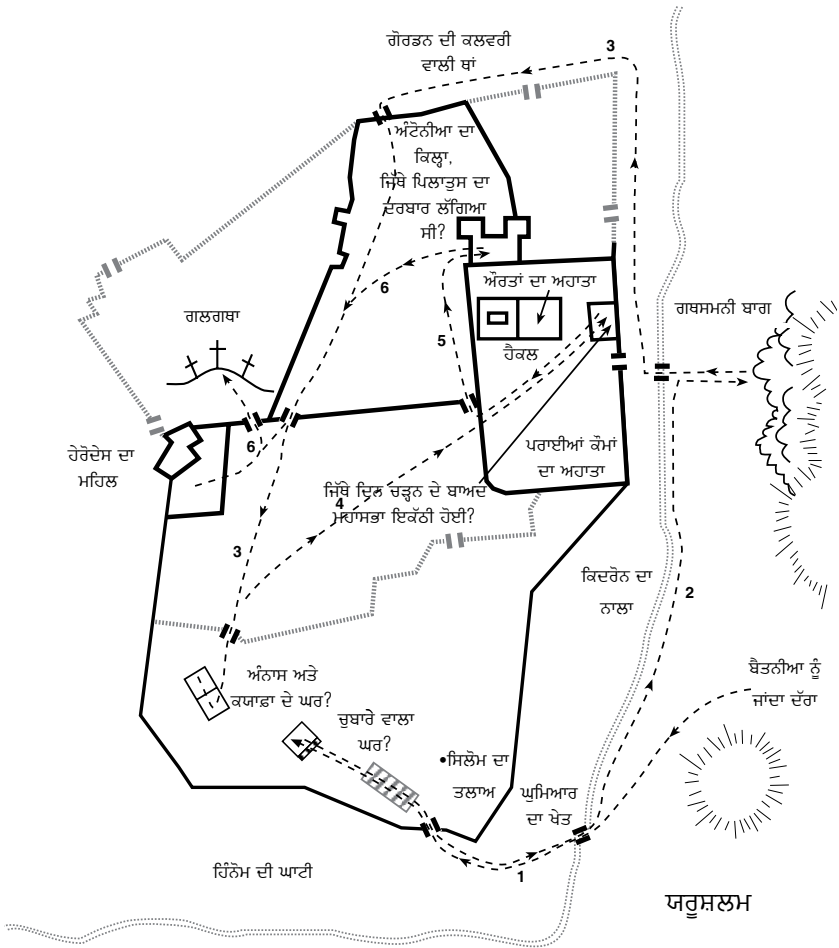 ਗੋਰਡਨ ਦੀ ਕਲਵਰੀ
ਵਾਲੀ ਥਾਂ
3
ਅੰਟੋਨੀਆ ਦਾ
ਕਿਲ੍ਹਾ,
ਜਿੱਥੇ ਪਿਲਾਤੁਸ ਦਾ
ਦਰਬਾਰ ਲੱਗਿਆ
ਸੀ?
6
ਔਰਤਾਂ ਦਾ ਅਹਾਤਾ
ਹੈਕਲ
5
ਗਥਸਮਨੀ ਬਾਗ
ਗਲਗਥਾ
6
ਹੇਰੋਦੇਸ ਦਾ
ਮਹਿਲ
ਪਰਾਈਆਂ ਕੌਮਾਂ
ਦਾ ਅਹਾਤਾ
ਜਿੱਥੇ ਦਿਨ ਚੜ੍ਹਨ ਦੇ ਬਾਅਦ
ਮਹਾਂਸਭਾ ਇਕੱਠੀ ਹੋਈ?
4
3
ਕਿਦਰੋਨ ਦਾ
ਨਾਲਾ
2
ਬੈਤਨੀਆ ਨੂੰ
ਜਾਂਦਾ ਦੱਰਾ
ਅੰਨਾਸ ਅਤੇ
ਕਯਾਫ਼ਾ ਦੇ ਘਰ?
ਚੁਬਾਰੇ ਵਾਲਾ
ਘਰ?
•ਸਿਲੋਮ ਦਾ
ਤਲਾਅ
ਘੁਮਿਆਰ
ਦਾ ਖੇਤ
1
ਹਿੰਨੋਮ ਦੀ ਘਾਟੀ
ਯਰੂਸ਼ਲਮ